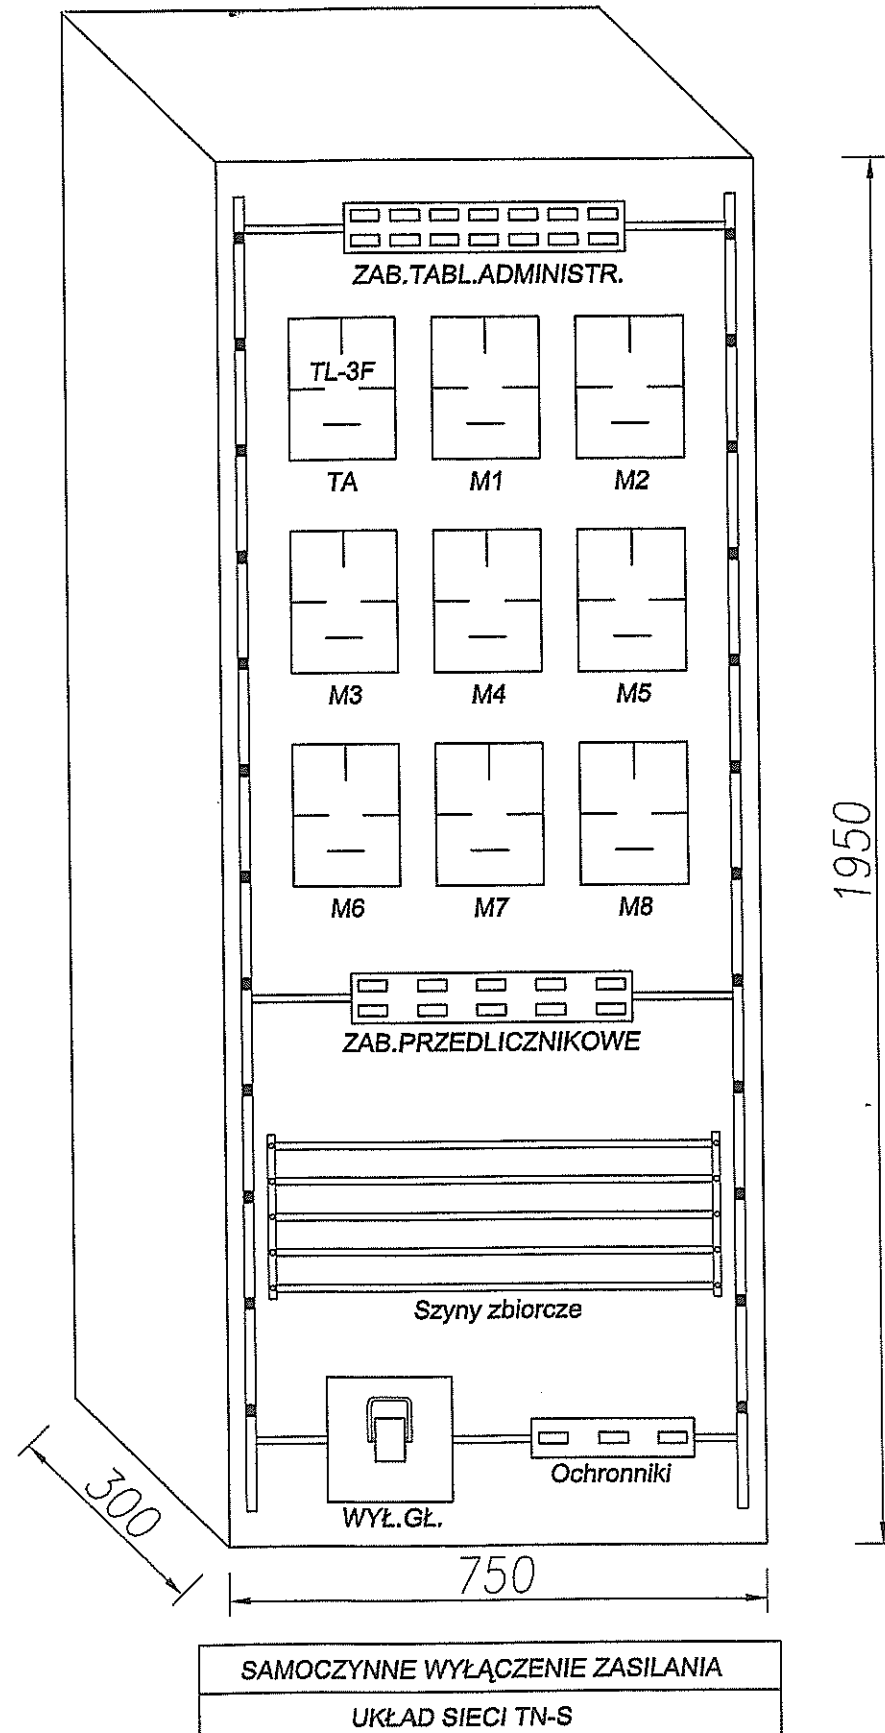 ZAB.TABL.ADMINISTR.
TL-3F
TA M1 M2
M3 M4 M5
M6 M7 M8
1950
ZAB.PRZEDLICZNIKOWE
Szyny zbiorcze
Ochronniki
WYŁ.GŁ.
300
750
SAMOCZYNNE WYŁĄCZENIE ZASILANIA
UKŁAD SIECI TN-S